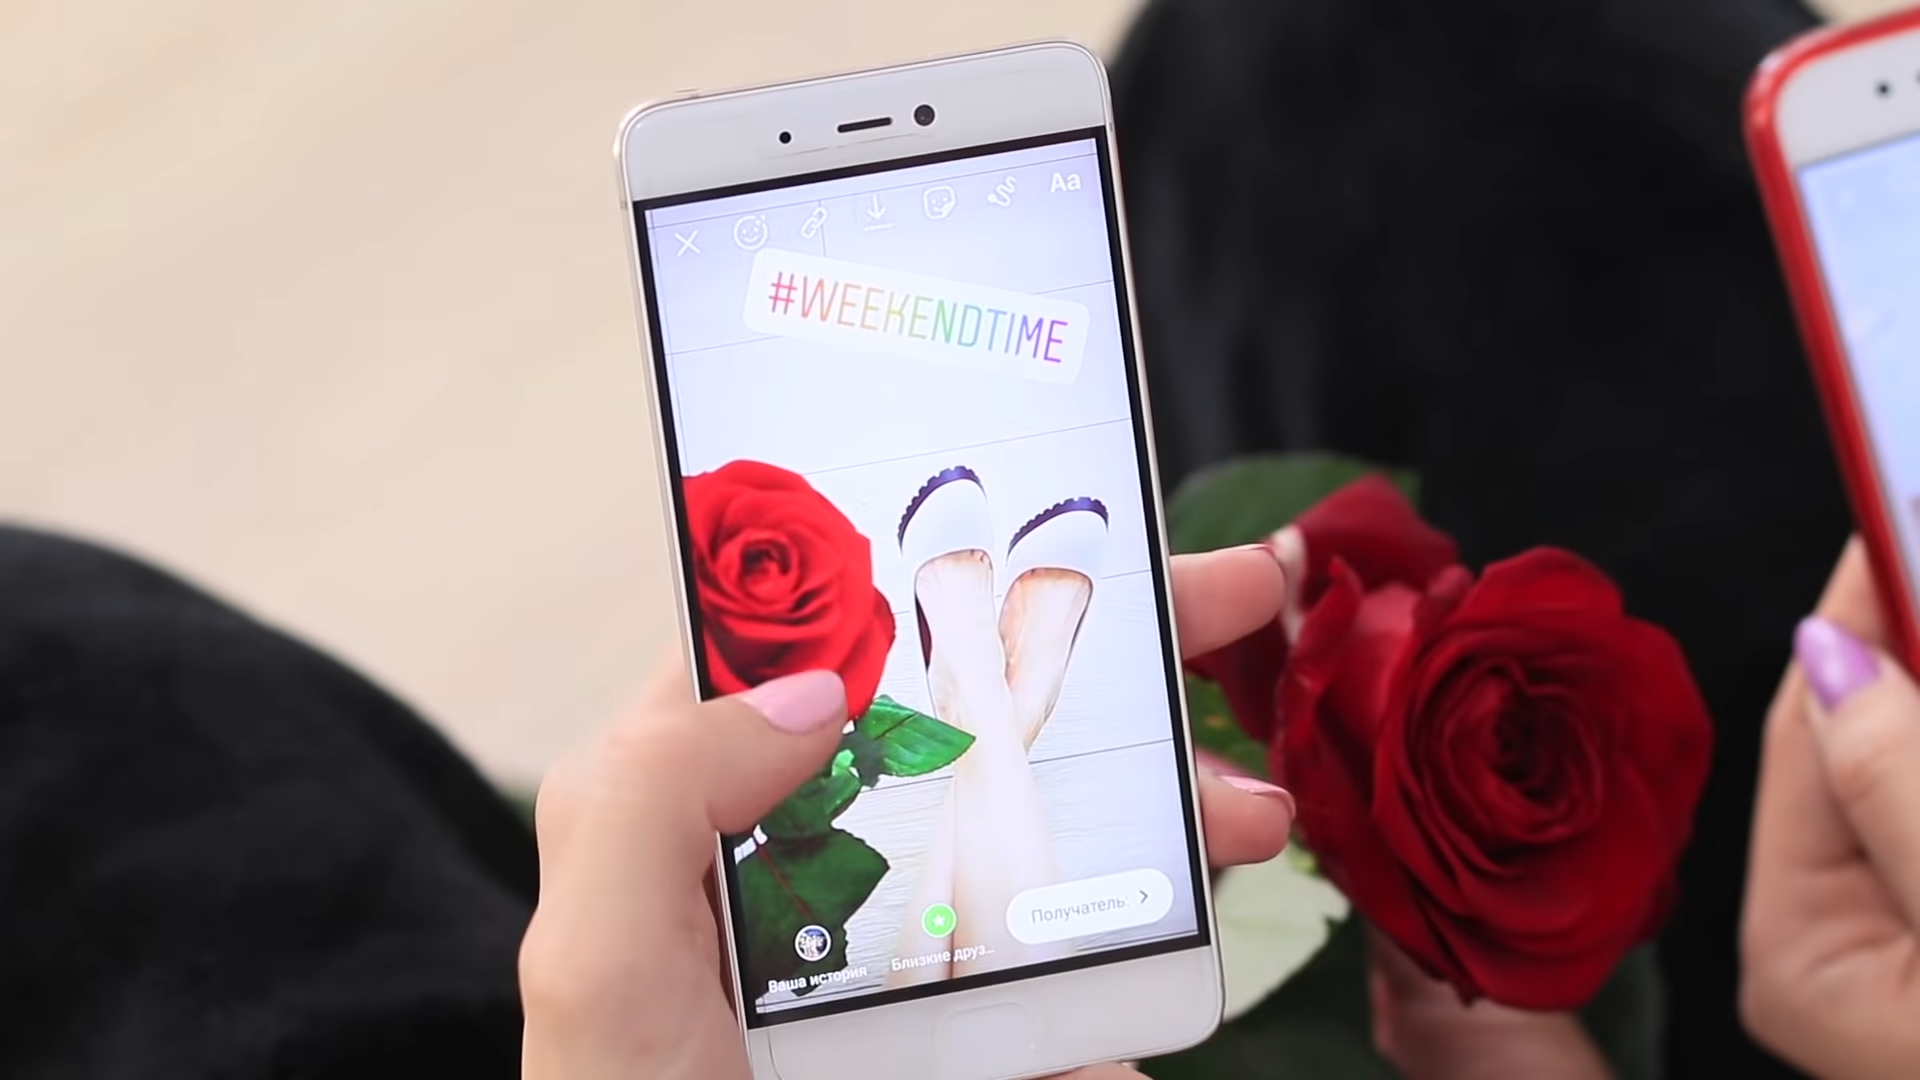 Aa
#WEEKENDTIME
Получатель:
Ваша история
Близкие друз...